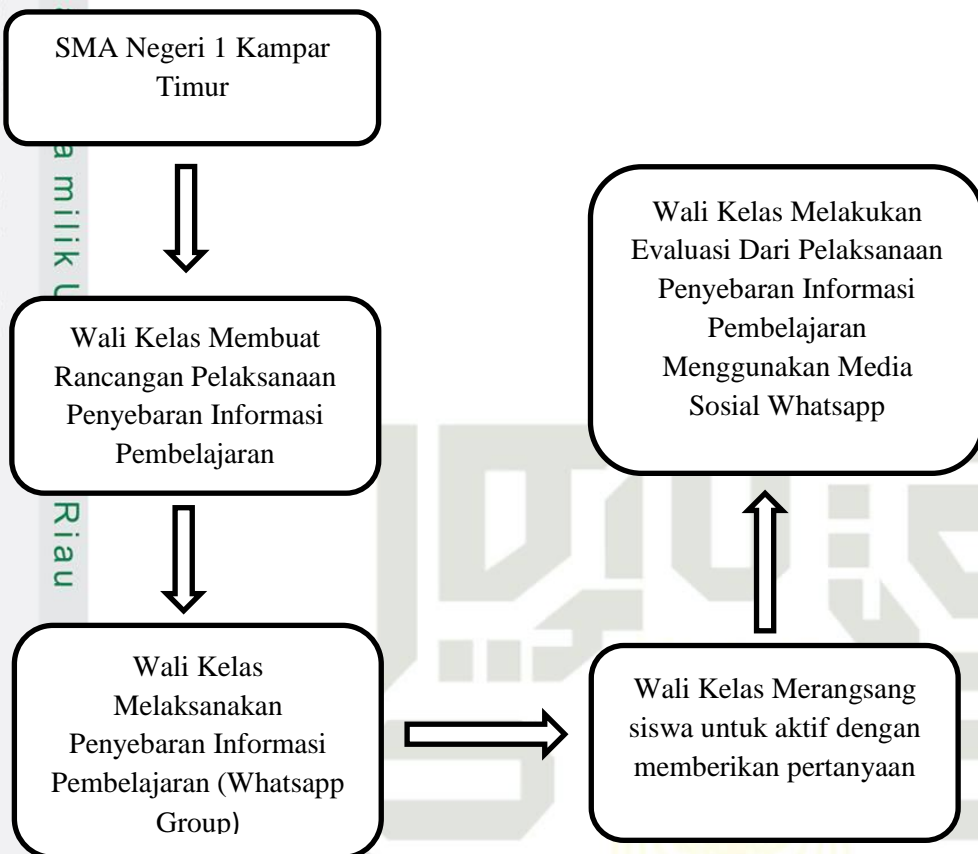 SMA Negeri 1 Kampar
Timur
Wali Kelas Membuat
Rancangan Pelaksanaan
Penyebaran Informasi
Pembelajaran
Wali Kelas
Melaksanakan
Penyebaran Informasi
Pembelajaran (Whatsapp
Group)
Wali Kelas Merangsang
siswa untuk aktif dengan
memberikan pertanyaan
Wali Kelas Melakukan
Evaluasi Dari Pelaksanaan
Penyebaran Informasi
Pembelajaran
Menggunakan Media
Sosial Whatsapp
milik
Riau